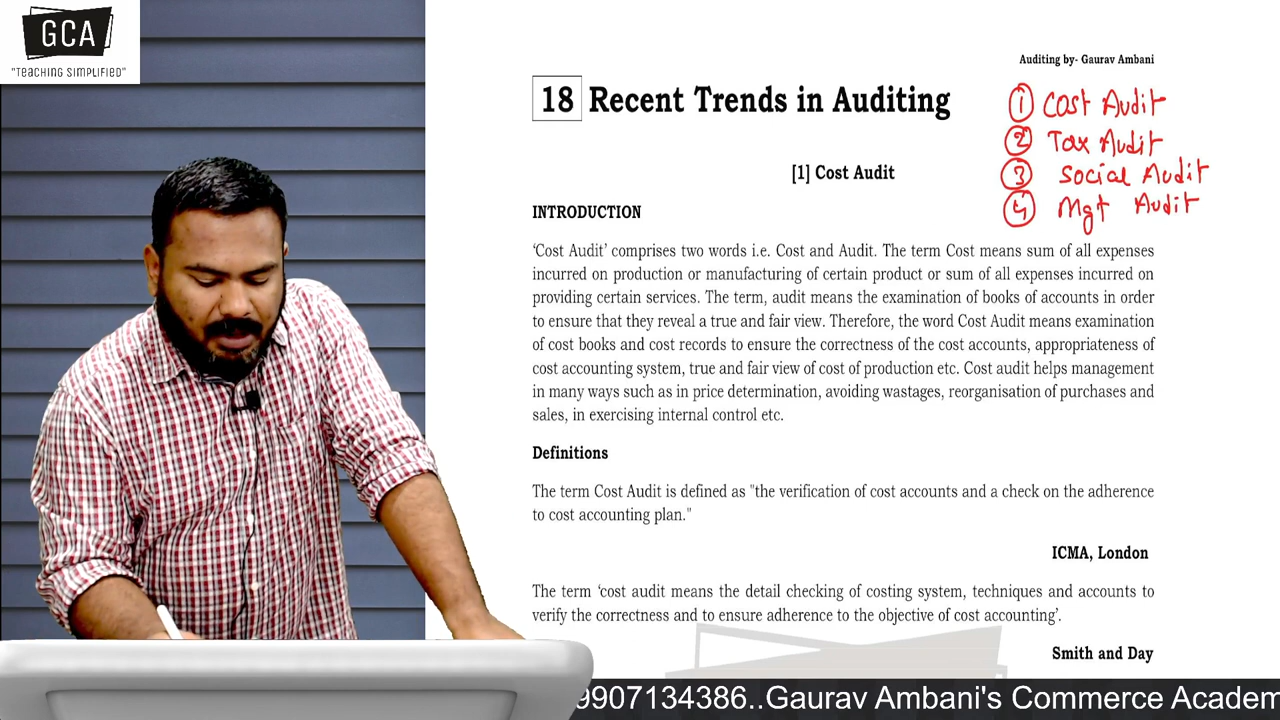 GCA
"TEACHING SIMPLIFIED"
Auditing by- Gaurav Ambani
18 Recent Trends in Auditing
① Cost Audit
② Tax Audit
③ Social Audit
④ Mgt Audit
[1] Cost Audit
INTRODUCTION
‘Cost Audit’ comprises two words i.e. Cost and Audit. The term Cost means sum of all expenses
incurred on production or manufacturing of certain product or sum of all expenses incurred on
providing certain services. The term, audit means the examination of books of accounts in order
to ensure that they reveal a true and fair view. Therefore, the word Cost Audit means examination
of cost books and cost records to ensure the correctness of the cost accounts, appropriateness of
cost accounting system, true and fair view of cost of production etc. Cost audit helps management
in many ways such as in price determination, avoiding wastages, reorganisation of purchases and
sales, in exercising internal control etc.
Definitions
The term Cost Audit is defined as "the verification of cost accounts and a check on the adherence
to cost accounting plan."
ICMA, London
The term ‘cost audit means the detail checking of costing system, techniques and accounts to
verify the correctness and to ensure adherence to the objective of cost accounting’.
Smith and Day
9907134386..Gaurav Ambani's Commerce Academ